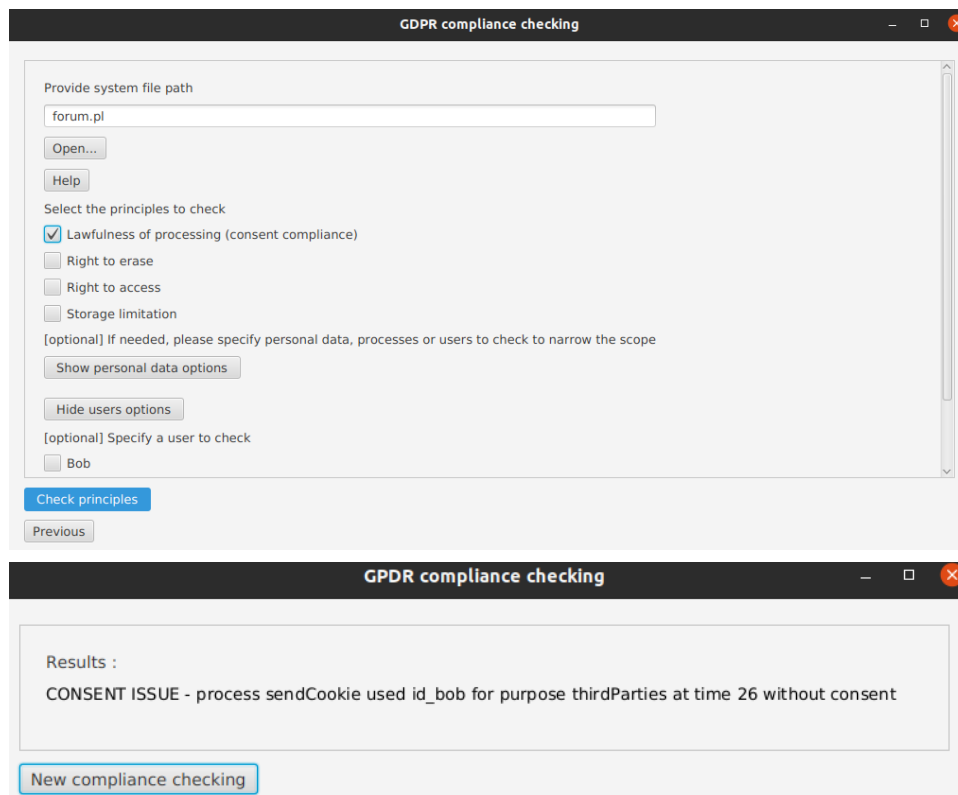 GDPR compliance checking
Provide system file path
forum.pl
Open...
Help
Select the principles to check
Lawfulness of processing (consent compliance)
Right to erase
Right to access
Storage limitation
[optional] If needed, please specify personal data, processes or users to check to narrow the scope
Show personal data options
Hide users options
[optional] Specify a user to check
Bob
Check principles
Previous
GPDR compliance checking
Results :
CONSENT ISSUE - process sendCookie used id_bob for purpose thirdParties at time 26 without consent
New compliance checking